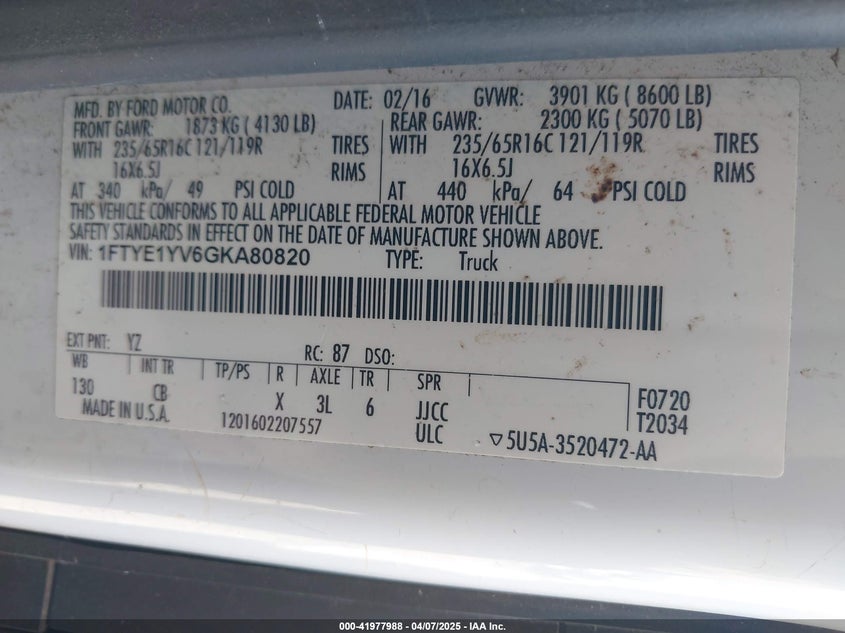 MFD. BY FORD MOTOR CO. DATE: 02/16 GVWR: 3901 KG ( 8600 LB)
FRONT GAWR: 1873 KG ( 4130 LB) REAR GAWR: 2300 KG ( 5070 LB)
WITH 235/65R16C 121/119R TIRES WITH 235/65R16C 121/119R TIRES
16X6.5J RIMS 16X6.5J RIMS
AT 340 kPa/ 49 PSI COLD AT 440 kPa/ 64 PSI COLD
THIS VEHICLE CONFORMS TO ALL APPLICABLE FEDERAL MOTOR VEHICLE
SAFETY STANDARDS IN EFFECT ON THE DATE OF MANUFACTURE SHOWN ABOVE.
VIN: 1FTYE1YV6GKA80820 TYPE: Truck
EXT PNT: YZ RC: 87 DSO:
WB INT TR TP/PS R AXLE TR SPR
130 CB X 3L 6 JJCC F0720
MADE IN U.S.A. 1201602207557 ULC T2034
▽5U5A-3520472-AA
000-41977988 - 04/07/2025 - IAA Inc.